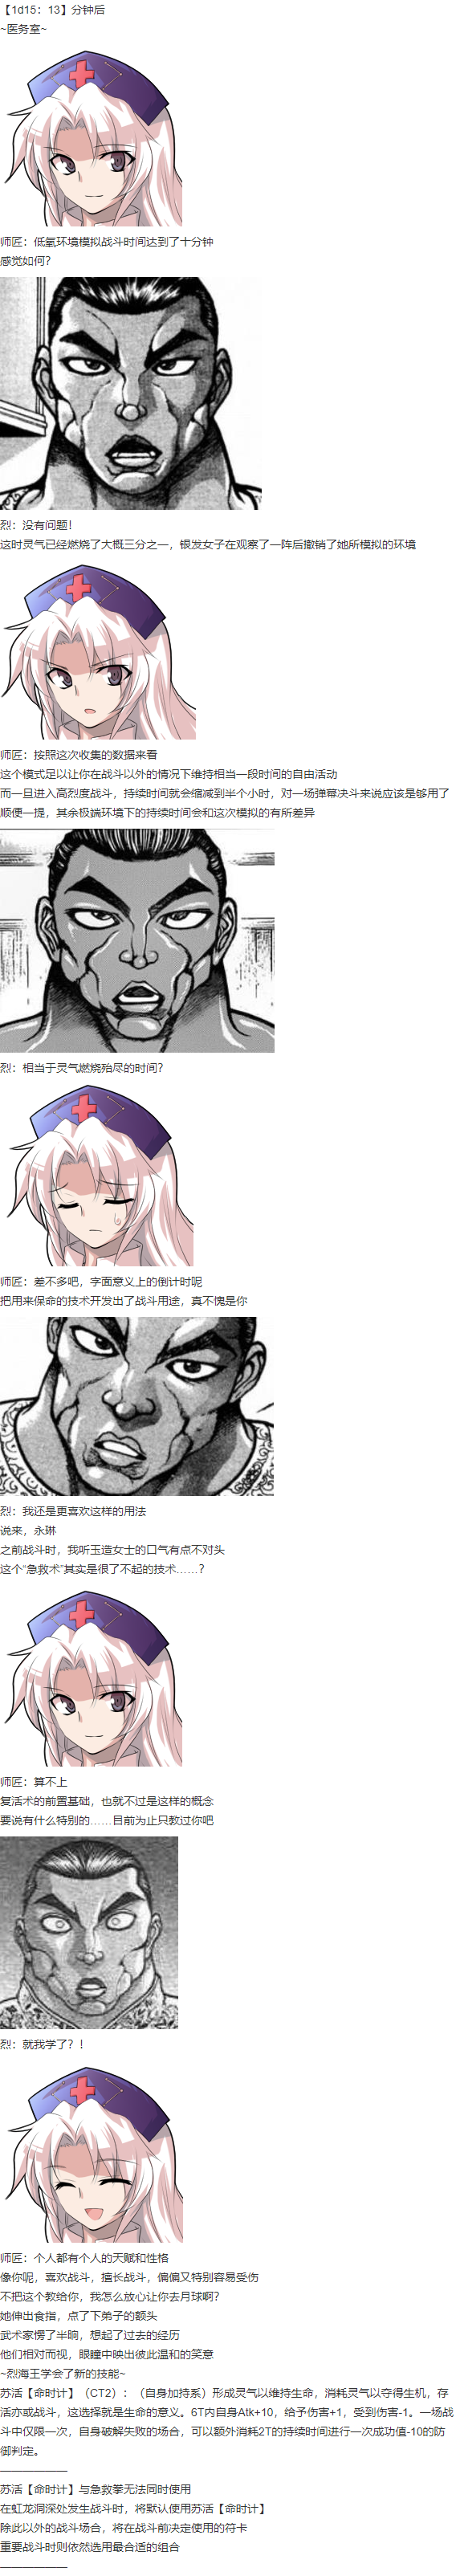 【1d15：13】分钟后
~医务室~
师匠：低氧环境模拟战斗时间达到了十分钟
感觉如何？
烈：没有问题！
这时灵气已经燃烧了大概三分之一，银发女子在观察了一阵后撤销了她所模拟的环境
师匠：按照这次收集的数据来看
这个模式足以让你在战斗以外的情况下维持相当一段时间的自由活动
而一旦进入高烈度战斗，持续时间就会缩减到半个小时，对一场弹幕决斗来说应该是够用了
顺便一提，其余极端环境下的持续时间会和这次模拟的有所差异
烈：相当于灵气燃烧殆尽的时间？
师匠：差不多吧，字面意义上的倒计时呢
把用来保命的技术开发出了战斗用途，真不愧是你
烈：我还是更喜欢这样的用法
说来，永琳
之前战斗时，我听玉造女士的口气有点不对头
这个“急救术”其实是很了不起的技术……？
师匠：算不上
复活术的前置基础，也就不过是这样的概念
要说有什么特别的……目前为止只教过你吧
烈：就我学了？！
师匠：个人都有个人的天赋和性格
像你呢，喜欢战斗，擅长战斗，偏偏又特别容易受伤
不把这个教给你，我怎么放心让你去月球啊？
她伸出食指，点了下弟子的额头
武术家愣了半晌，想起了过去的经历
他们相对而视，眼瞳中映出彼此温和的笑意
~烈海王学会了新的技能~
苏活【命时计】（CT2）：（自身加持系）形成灵气以维持生命，消耗灵气以夺得生机，存
活亦或战斗，这选择就是生命的意义。6T内自身Atk+10，给予伤害+1，受到伤害-1。一场战
斗中仅限一次，自身破解失败的场合，可以额外消耗2T的持续时间进行一次成功值-10的防
御判定。
——————
苏活【命时计】与急救拳无法同时使用
在虹龙洞深处发生战斗时，将默认使用苏活【命时计】
除此以外的战斗场合，将在战斗前决定使用的符卡
重要战斗时则依然选用最合适的组合
——————